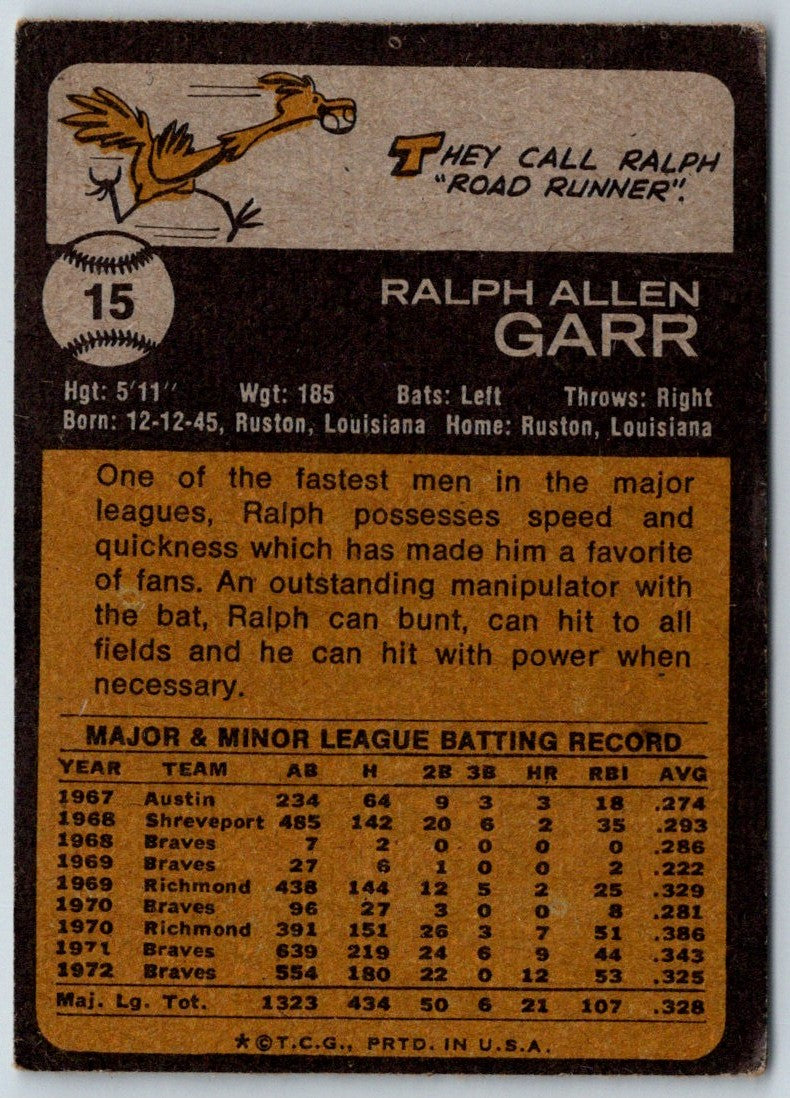 THEY CALL RALPH
"ROAD RUNNER".
15
RALPH ALLEN
GARR
Hgt: 5'11" Wgt: 185 Bats: Left Throws: Right
Born: 12-12-45, Ruston, Louisiana Home: Ruston, Louisiana
One of the fastest men in the major
leagues, Ralph possesses speed and
quickness which has made him a favorite
of fans. An outstanding manipulator with
the bat, Ralph can bunt, can hit to all
fields and he can hit with power when
necessary.
MAJOR & MINOR LEAGUE BATTING RECORD
YEAR TEAM AB H 2B 3B HR RBI AVG
1967 Austin 234 64 9 3 3 18 .274
1968 Shreveport 485 142 20 6 2 35 .293
1968 Braves 7 2 0 0 0 0 .286
1969 Braves 27 6 1 0 0 2 .222
1969 Richmond 438 144 12 5 2 25 .329
1970 Braves 96 27 3 0 0 8 .281
1970 Richmond 391 151 26 3 7 51 .386
1971 Braves 639 219 24 6 9 44 .343
1972 Braves 554 180 22 0 12 53 .325
Maj. Lg. Tot. 1323 434 50 6 21 107 .328
*©T.C.G., PRTD. IN U.S.A.